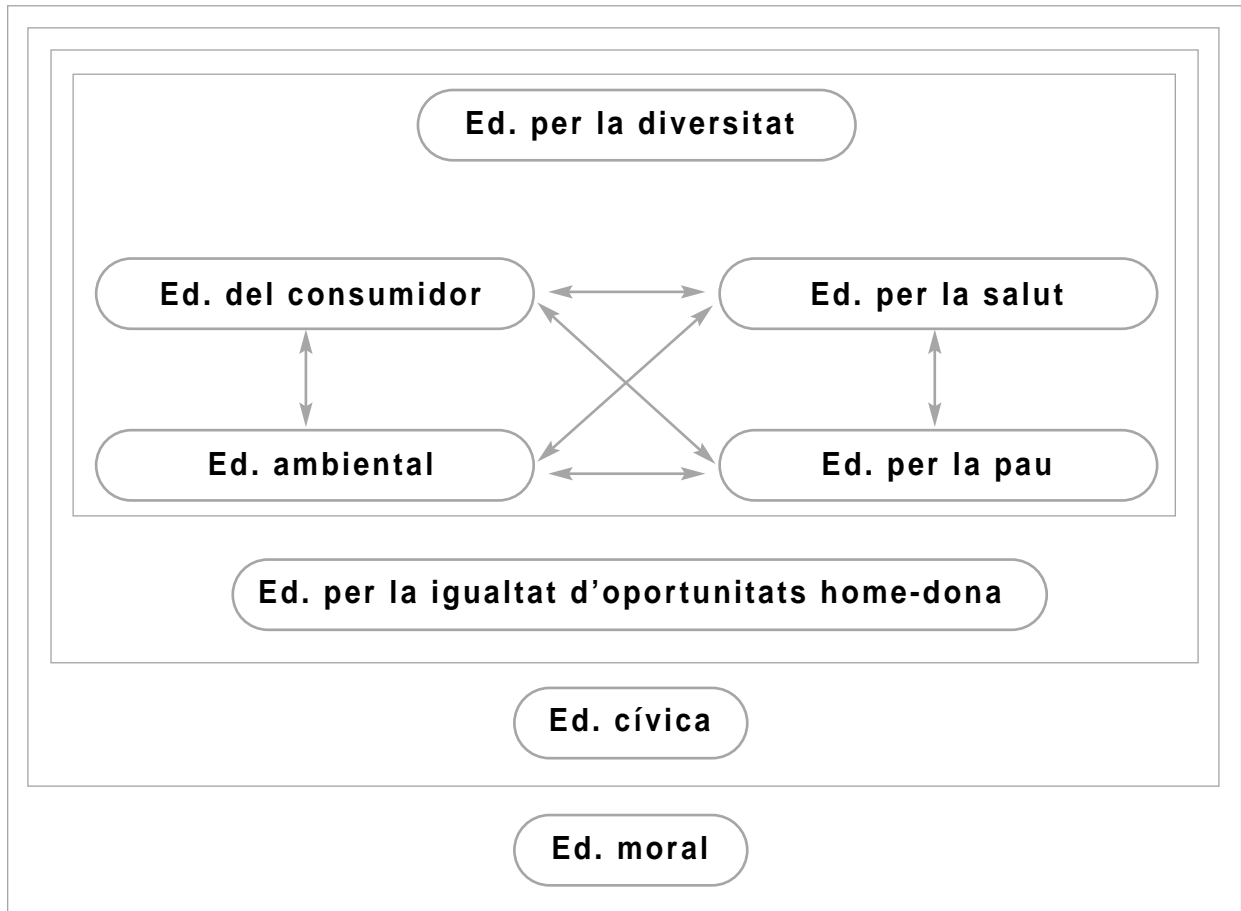 Ed. per la diversitat
Ed. del consumidor
Ed. per la salut
Ed. ambiental
Ed. per la pau
Ed. per la igualtat d’oportunitats home-dona
Ed. cívica
Ed. moral